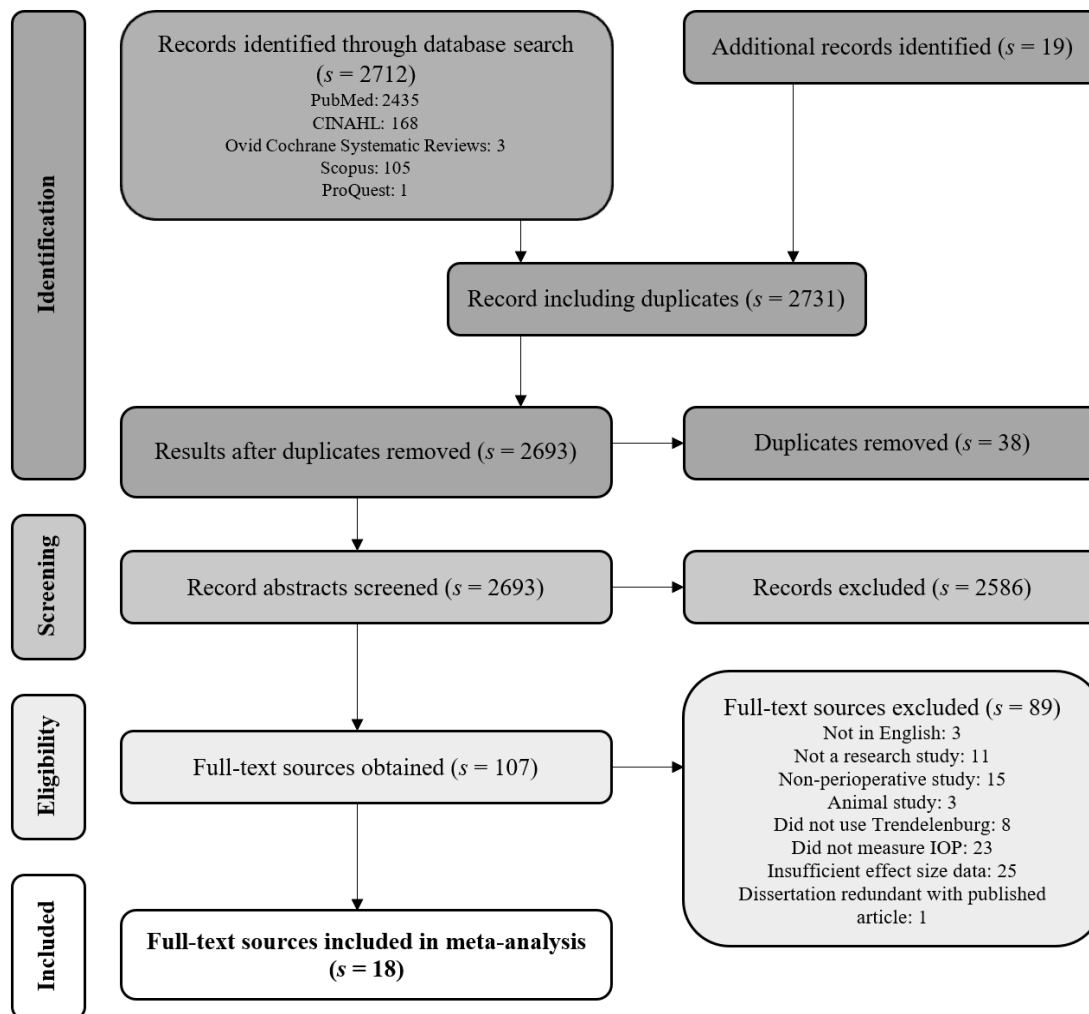 Identification
Records identified through database search
(s = 2712)
PubMed: 2435
CINAHL: 168
Ovid Cochrane Systematic Reviews: 3
Scopus: 105
ProQuest: 1
Additional records identified (s = 19)
Record including duplicates (s = 2731)
Results after duplicates removed (s = 2693)
Duplicates removed (s = 38)
Screening
Record abstracts screened (s = 2693)
Records excluded (s = 2586)
Eligibility
Full-text sources obtained (s = 107)
Full-text sources excluded (s = 89)
Not in English: 3
Not a research study: 11
Non-perioperative study: 15
Animal study: 3
Did not use Trendelenburg: 8
Did not measure IOP: 23
Insufficient effect size data: 25
Dissertation redundant with published
article: 1
Included
Full-text sources included in meta-analysis
(s = 18)